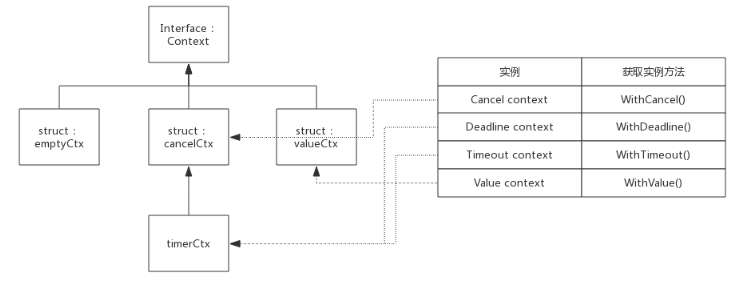 Interface：
Context
struct：
emptyCtx
struct：
cancelCtx
struct：
valueCtx
timerCtx
实例 获取实例方法
Cancel context WithCancel()
Deadline context WithDeadline()
Timeout context WithTimeout()
Value context WithValue()